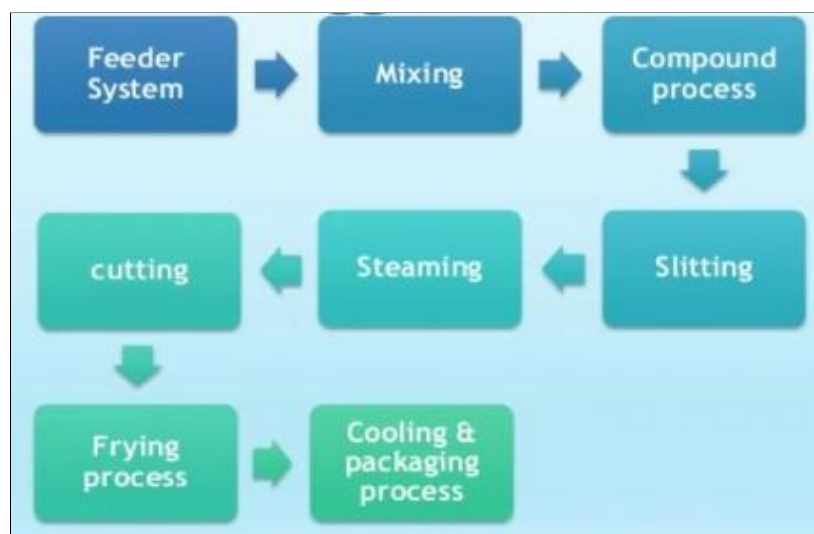 Feeder
System
Mixing
Compound
process
Slitting
Steaming
cutting
Frying
process
Cooling &
packaging
process